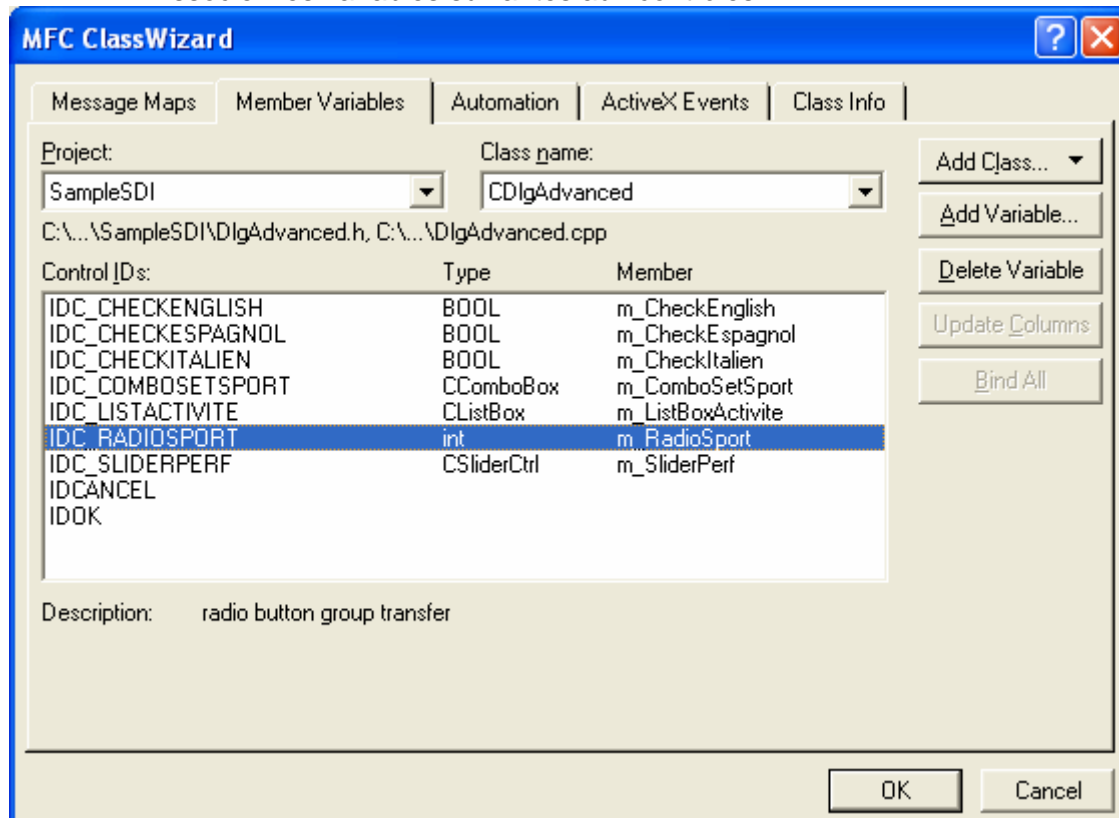 MFC ClassWizard
Message Maps Member Variables Automation ActiveX Events Class Info
Project: Class name:
SampleSDI CDlgAdvanced
Add Class...
C:\...\SampleSDI\DlgAdvanced.h, C:\...\DlgAdvanced.cpp
Add Variable...
Control IDs: Type Member
Delete Variable
IDC_CHECKENGLISH BOOL m_CheckEnglish
IDC_CHECKESPAGNOL BOOL m_CheckEspagnol
Update Columns
IDC_CHECKITALIEN BOOL m_CheckItalien
IDC_COMBOSETSPORT CComboBox m_ComboSetSport
Bind All
IDC_LISTACTIVITE CListBox m_ListBoxActivite
IDC_RADIOSPORT int m_RadioSport
IDC_SLIDERPERF CSliderCtrl m_SliderPerf
IDCANCEL
IDOK
Description: radio button group transfer
OK Cancel